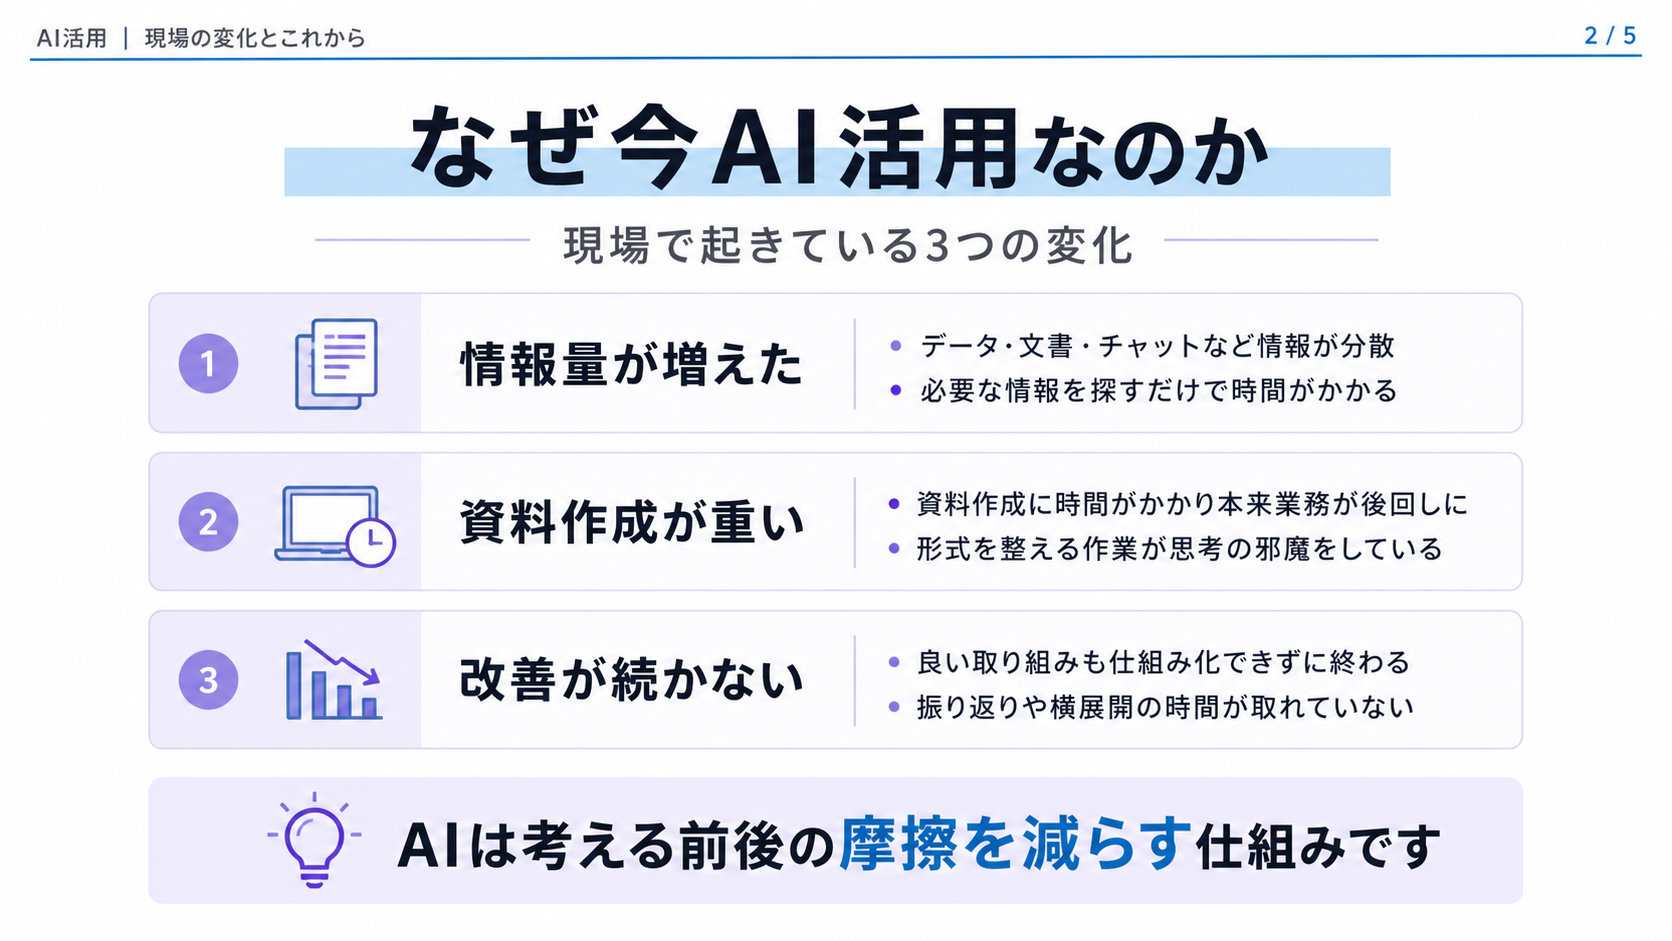 AI活用 | 現場の変化とこれから
2 / 5
なぜ今AI活用なのか
現場で起きている3つの変化
1
情報量が増えた
• データ・文書・チャットなど情報が分散
• 必要な情報を探すだけで時間がかかる
2
資料作成が重い
• 資料作成に時間がかかり本来業務が後回しに
• 形式を整える作業が思考の邪魔をしている
3
改善が続かない
• 良い取り組みも仕組み化できずに終わる
• 振り返りや横展開の時間が取れていない
AIは考える前後の摩擦を減らす仕組みです